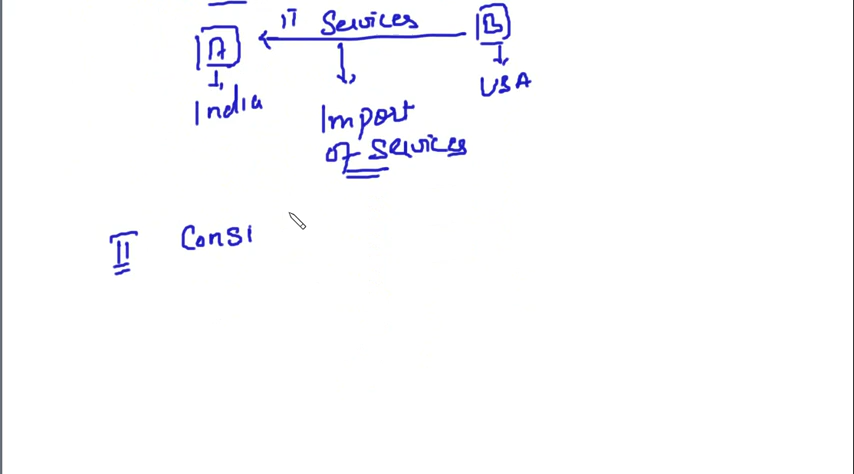 IT Services
A
B
India
USA
Import
of Services
II Consi